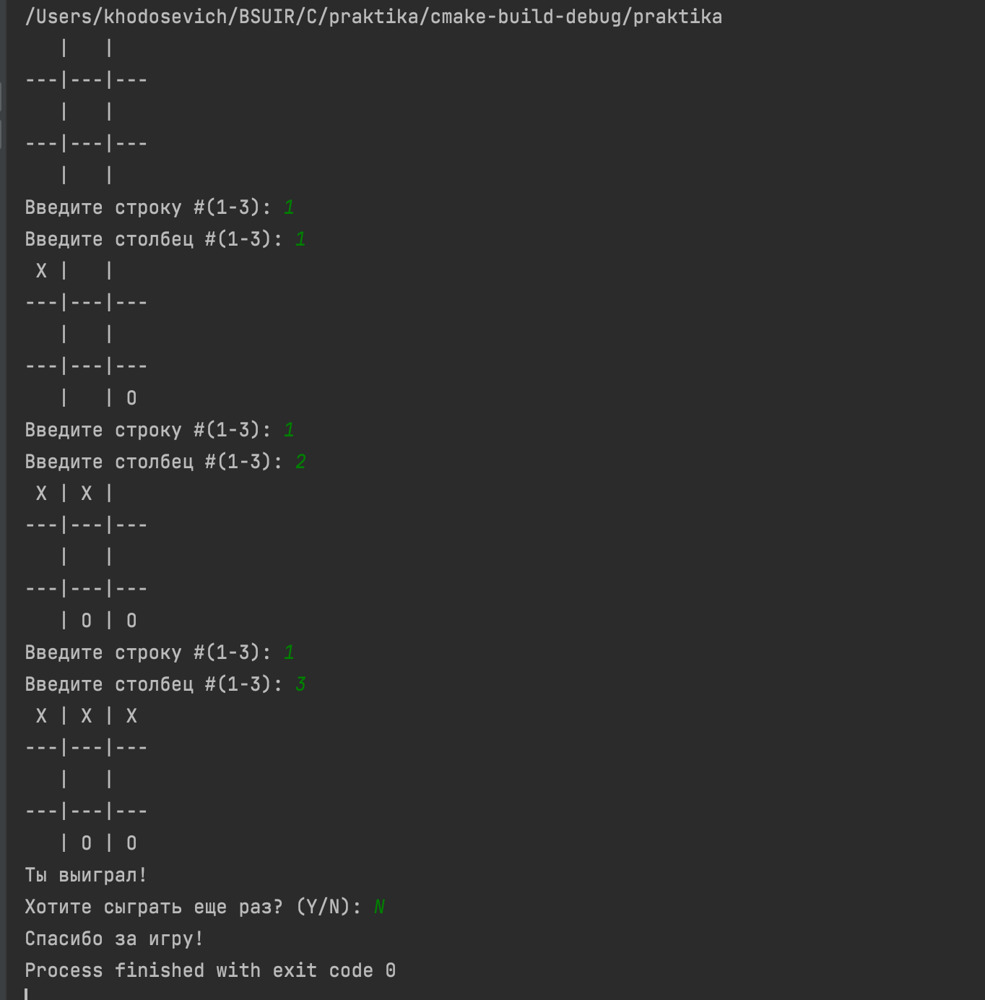 /Users/khodosevich/BSUIR/C/praktika/cmake-build-debug/praktika
   |   |
---|---|---
   |   |
---|---|---
   |   |
Введите строку #(1-3): 1
Введите столбец #(1-3): 1
 X |   |
---|---|---
   |   |
---|---|---
   |   | O
Введите строку #(1-3): 1
Введите столбец #(1-3): 2
 X | X |
---|---|---
   |   |
---|---|---
   | O | O
Введите строку #(1-3): 1
Введите столбец #(1-3): 3
 X | X | X
---|---|---
   |   |
---|---|---
   | O | O
Ты выиграл!
Хотите сыграть еще раз? (Y/N): N
Спасибо за игру!
Process finished with exit code 0